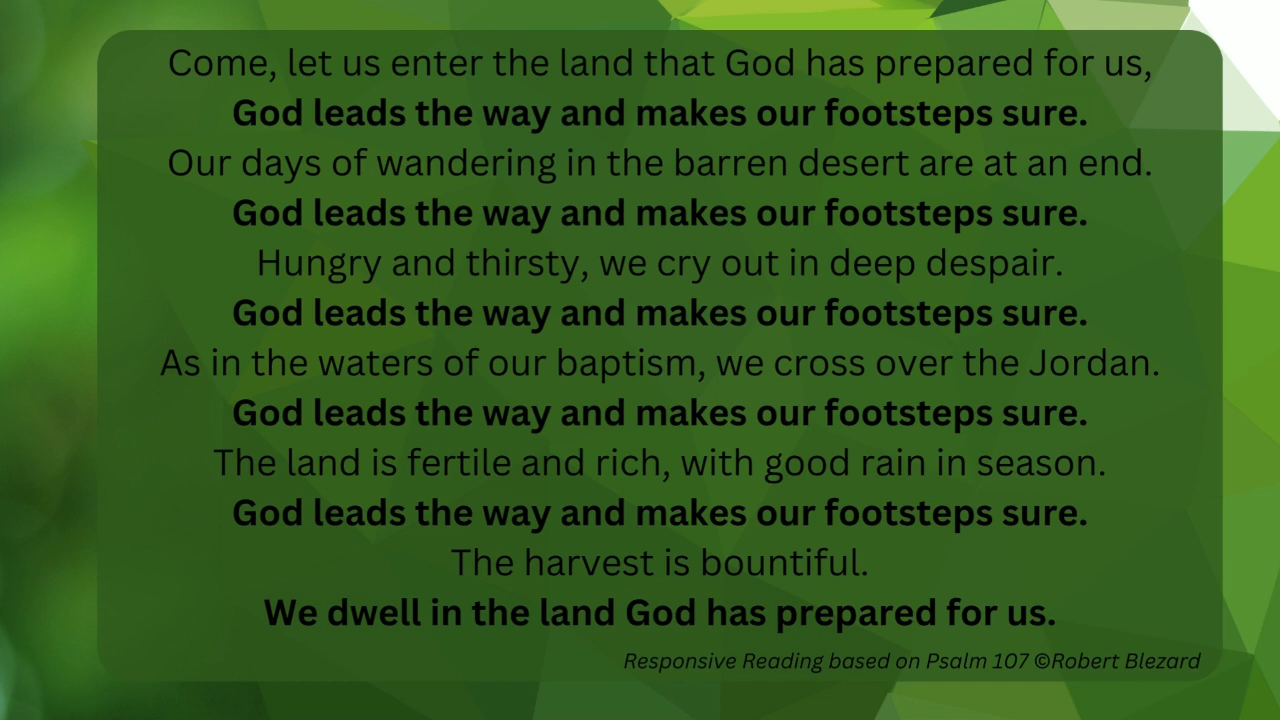 Come, let us enter the land that God has prepared for us,
God leads the way and makes our footsteps sure.
Our days of wandering in the barren desert are at an end.
God leads the way and makes our footsteps sure.
Hungry and thirsty, we cry out in deep despair.
God leads the way and makes our footsteps sure.
As in the waters of our baptism, we cross over the Jordan.
God leads the way and makes our footsteps sure.
The land is fertile and rich, with good rain in season.
God leads the way and makes our footsteps sure.
The harvest is bountiful.
We dwell in the land God has prepared for us.
Responsive Reading based on Psalm 107 ©Robert Blezard